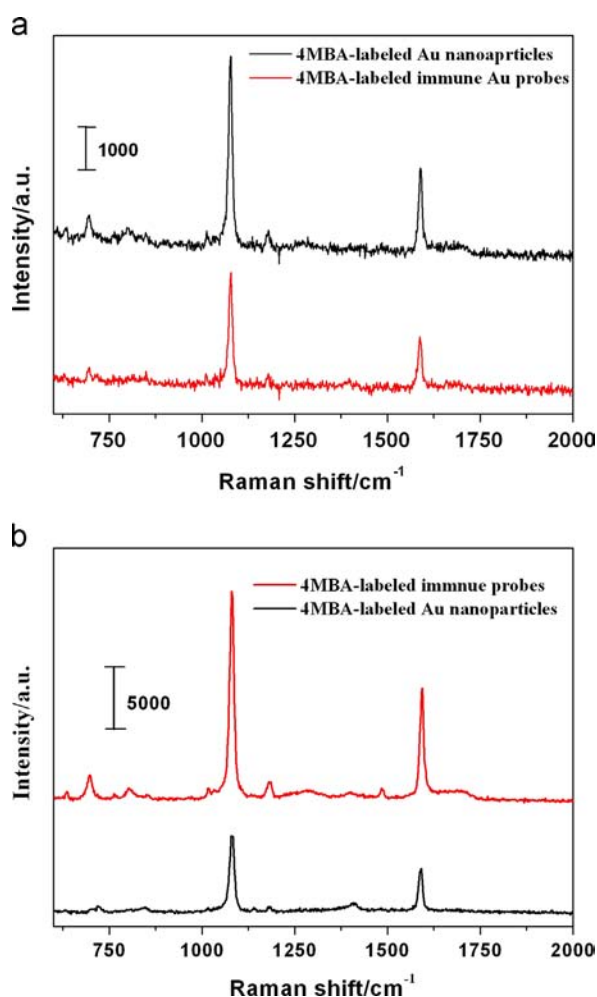 a
4MBA-labeled Au nanoaprticles
4MBA-labeled immune Au probes
1000
Intensity/a.u.
750 1000 1250 1500 1750 2000
Raman shift/cm-1
b
4MBA-labeled immnue probes
4MBA-labeled Au nanoparticles
5000
Intensity/a.u.
750 1000 1250 1500 1750 2000
Raman shift/cm-1